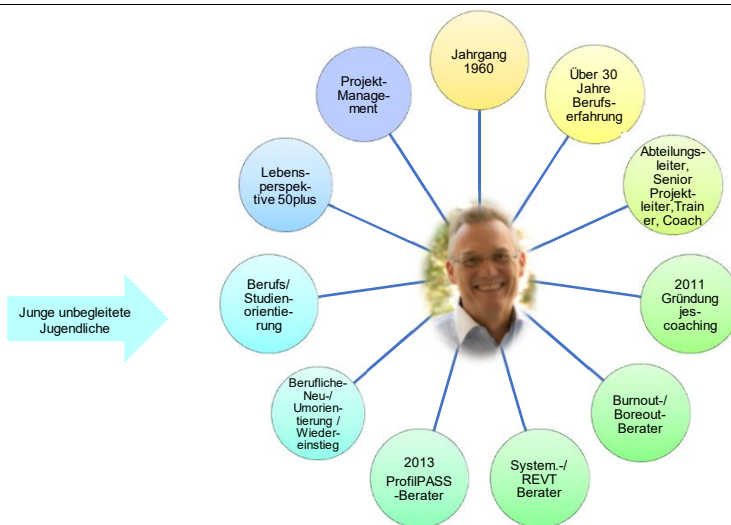 Jahrgang
1960
Über 30
Jahre
Berufs-
erfahrung
Abteilungs-
leiter,
Senior
Projekt-
leiter,Train
er, Coach
2011
Gründung
jes-
coaching
Burnout-/
Boreout-
Berater
System.-/
REVT
Berater
2013
ProfilPASS
-Berater
Berufliche-
Neu-/
Umorien-
tierung /
Wieder-
einstieg
Berufs/
Studien-
orientie-
rung
Lebens-
perspek-
tive 50plus
Projekt-
Manage-
ment
Junge unbegleitete
Jugendliche